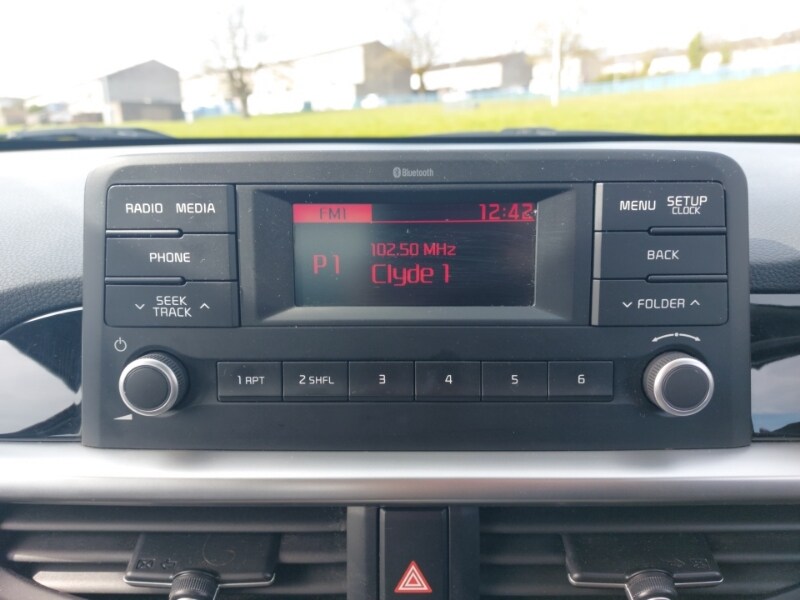 Bluetooth
RADIO MEDIA
PHONE
SEEK
TRACK
FM1 12:42
P1
102.50 MHz
Clyde 1
MENU SETUP
CLOCK
BACK
FOLDER
1 RPT 2 SHFL 3 4 5 6